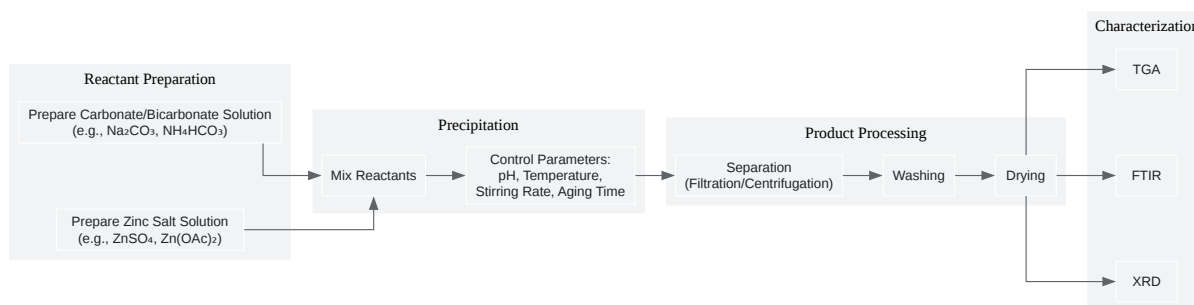 Reactant Preparation
Prepare Carbonate/Bicarbonate Solution
(e.g., Na₂CO₃, NH₄HCO₃)
Prepare Zinc Salt Solution
(e.g., ZnSO₄, Zn(OAc)₂)
Precipitation
Mix Reactants
Control Parameters:
pH, Temperature,
Stirring Rate, Aging Time
Product Processing
Separation
(Filtration/Centrifugation)
Washing
Drying
Characterization
TGA
FTIR
XRD